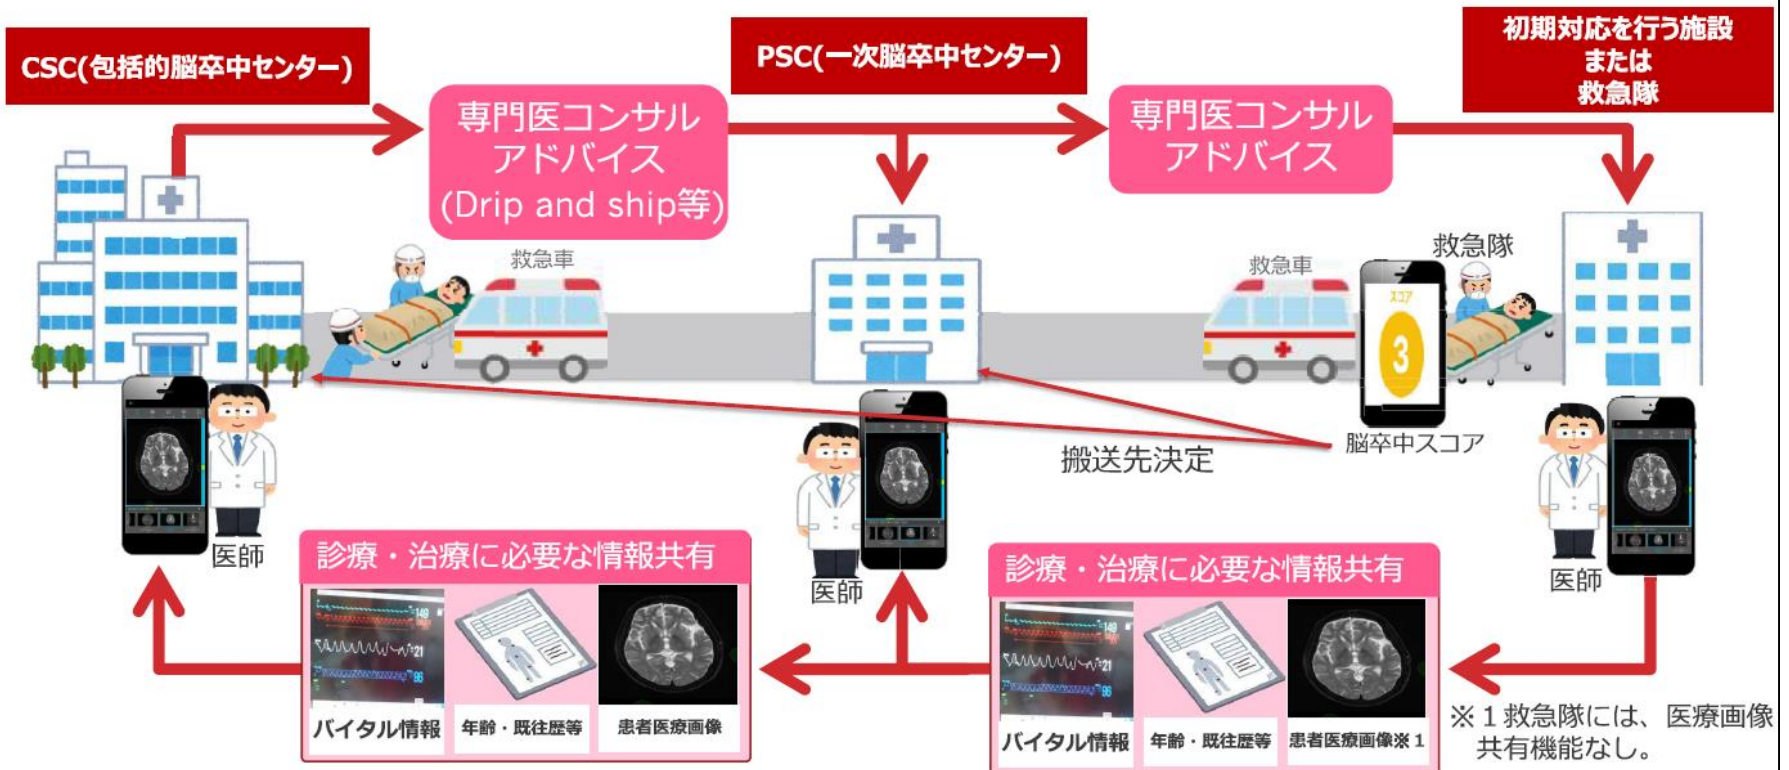 CSC(包括的脳卒中センター)
PSC(一次脳卒中センター)
初期対応を行う施設
または
救急隊
専門医コンサル
アドバイス
(Drip and ship等)
専門医コンサル
アドバイス
救急車
救急車
救急隊
スコア
3
脳卒中スコア
搬送先決定
医師
医師
医師
診療・治療に必要な情報共有
バイタル情報
年齢・既往歴等
患者医療画像
診療・治療に必要な情報共有
バイタル情報
年齢・既往歴等
患者医療画像※1
※1救急隊には、医療画像
共有機能なし。